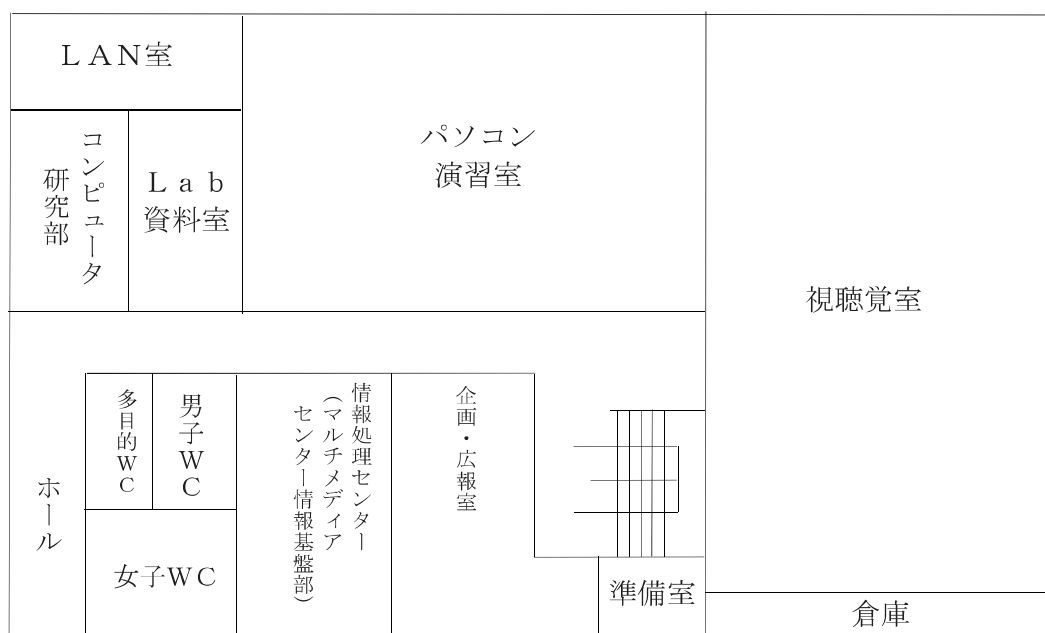 ＬＡＮ室
コンピュータ
研究部
Ｌａｂ
資料室
パソコン
演習室
視聴覚室
ホール
多目的ＷＣ
男子ＷＣ
女子ＷＣ
情報処理センター
（マルチメディア
センター情報基盤部）
企画・広報室
準備室
倉庫